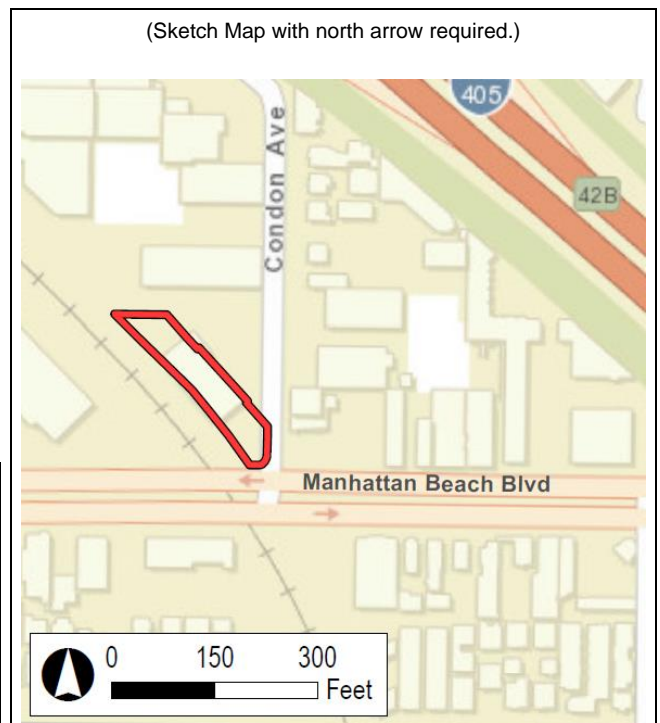 (Sketch Map with north arrow required.)
405
42B
Condon Ave
Manhattan Beach Blvd
0 150 300
Feet